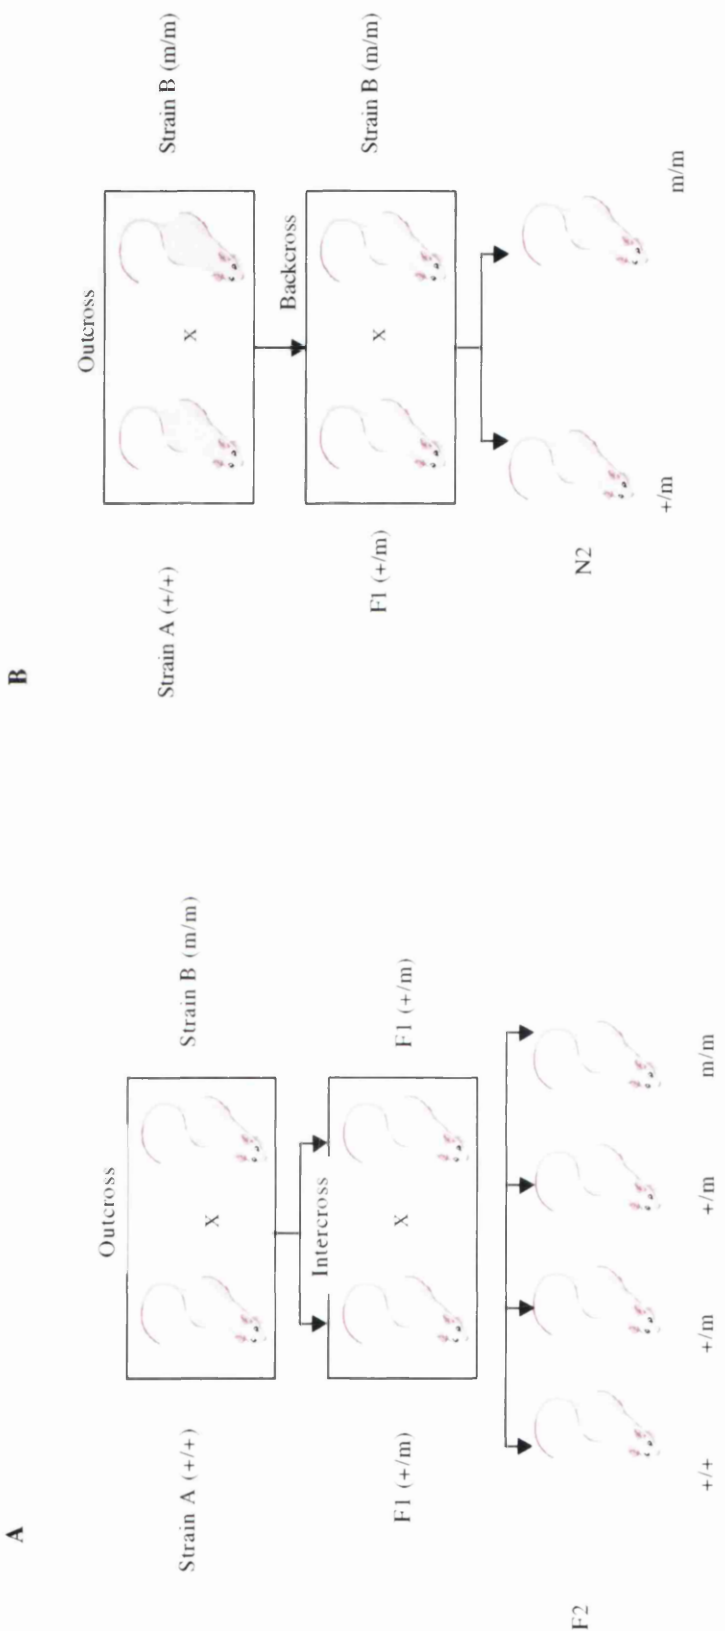 A
Outcross
Strain A (+/+)
X
Strain B (m/m)
Intercross
F1 (+/m)
X
F1 (+/m)
F2
+/+
+/m
+/m
m/m
B
Outcross
Strain A (+/+)
X
Strain B (m/m)
Backcross
F1 (+/m)
X
Strain B (m/m)
N2
+/m
m/m